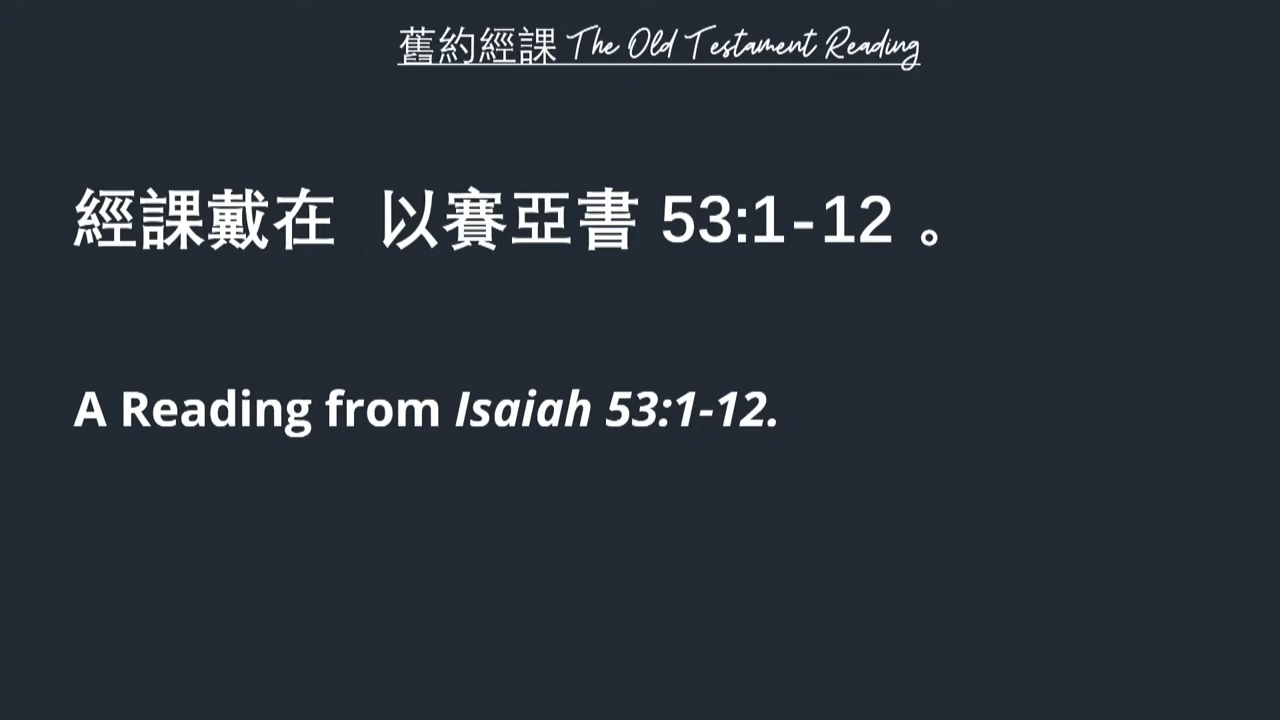 舊約經課 The Old Testament Reading
經課戴在 以賽亞書 53:1-12 。
A Reading from Isaiah 53:1-12.